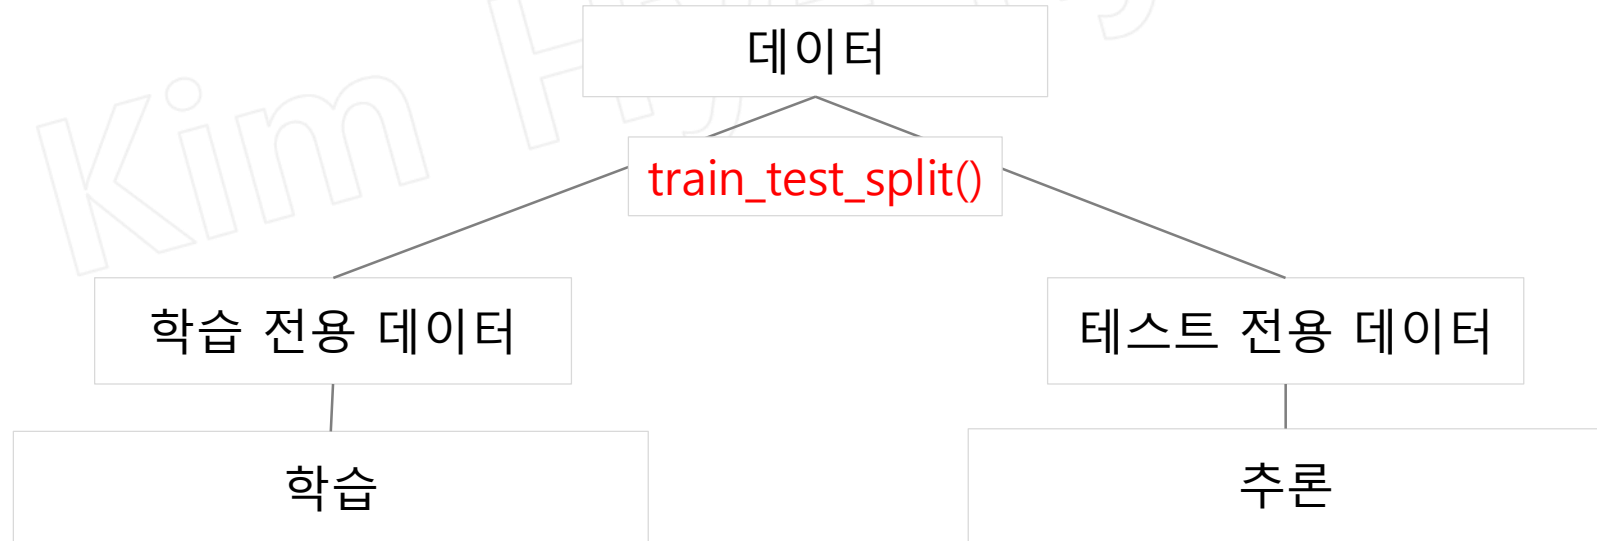 데이터
train_test_split()
학습 전용 데이터
테스트 전용 데이터
학습
추론
Kim